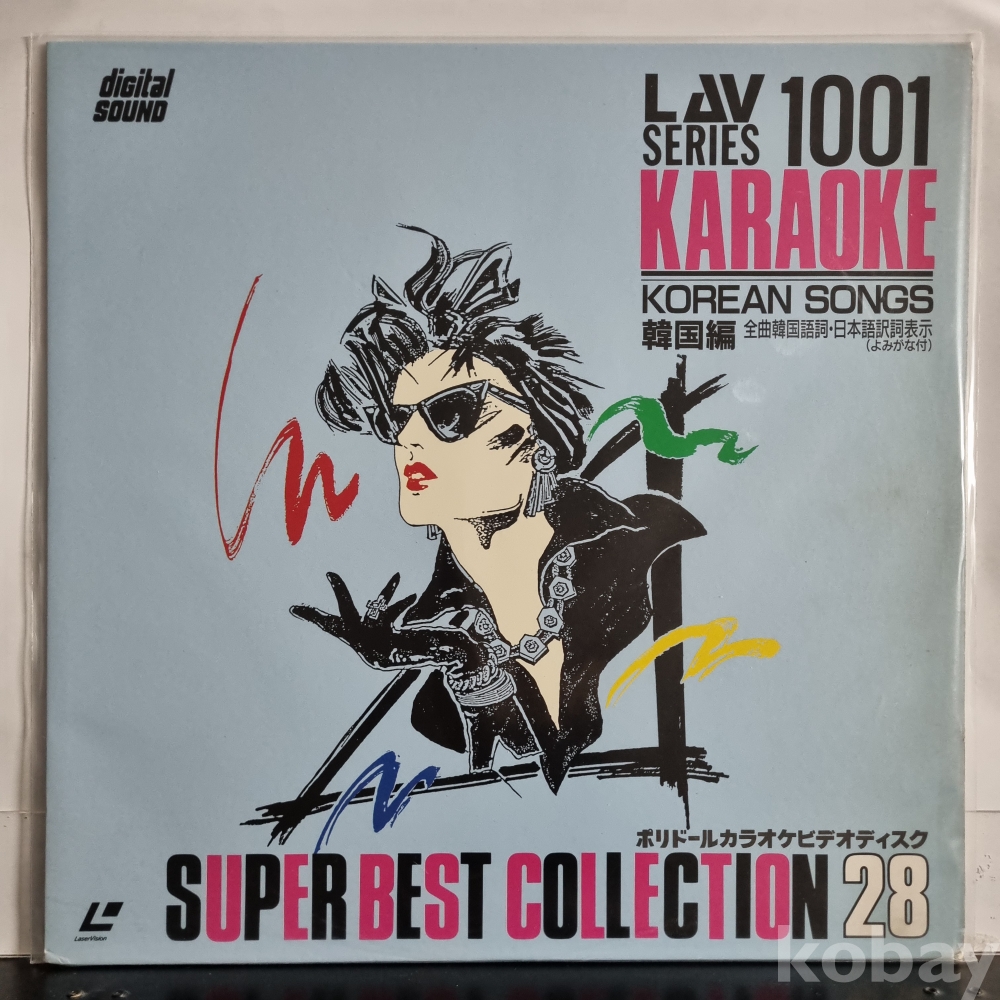 digital
SOUND
LAV
SERIES 1001
KARAOKE
KOREAN SONGS
韓国編 全曲韓国語詞・日本語訳詞表示
(よみがな付)
ポリドールカラオケビデオディスク
SUPER BEST COLLECTION 28
LaserVision
kobay